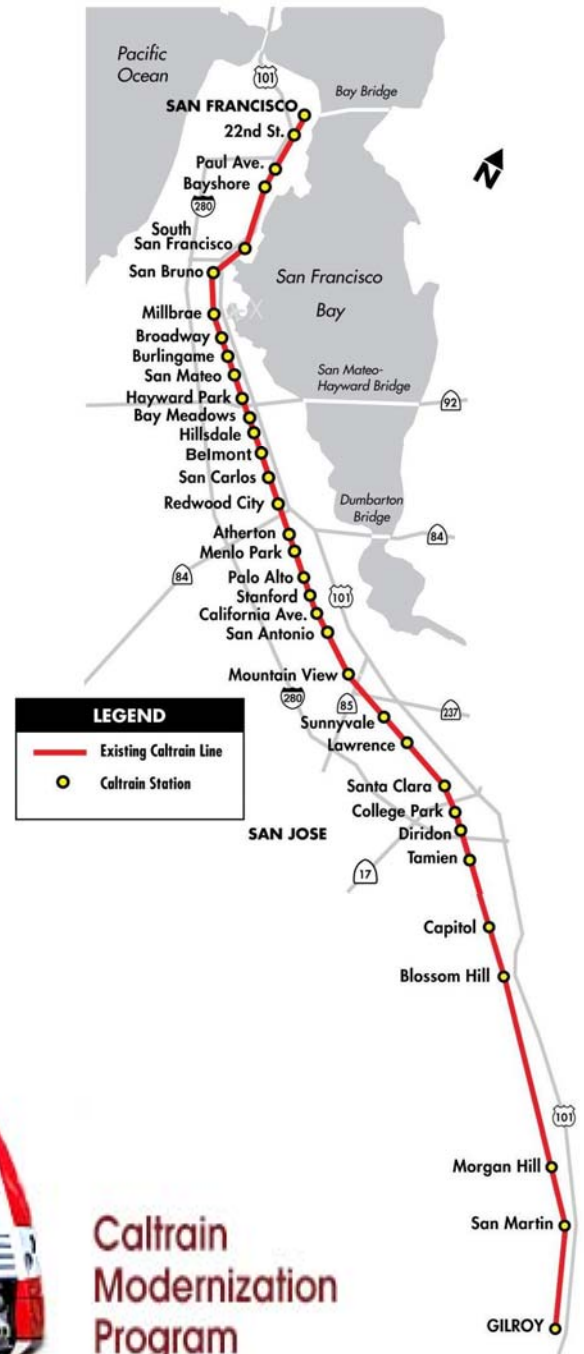 Pacific
Ocean
101
Bay Bridge
SAN FRANCISCO
22nd St.
N
Paul Ave.
Bayshore
280
South
San Francisco
San Bruno
San Francisco
Bay
Millbrae
Broadway
Burlingame
San Mateo
San Mateo-
Hayward Bridge
Hayward Park
92
Bay Meadows
Hillsdale
Belmont
San Carlos
Redwood City
Dumbarton
Bridge
Atherton
84
Menlo Park
84
Palo Alto
Stanford
101
California Ave.
San Antonio
Mountain View
280
85
237
LEGEND
Existing Caltrain Line
Caltrain Station
Sunnyvale
Lawrence
Santa Clara
College Park
SAN JOSE
Diridon
Tamien
17
Capitol
Blossom Hill
101
Morgan Hill
San Martin
GILROY
Caltrain
Modernization
Program